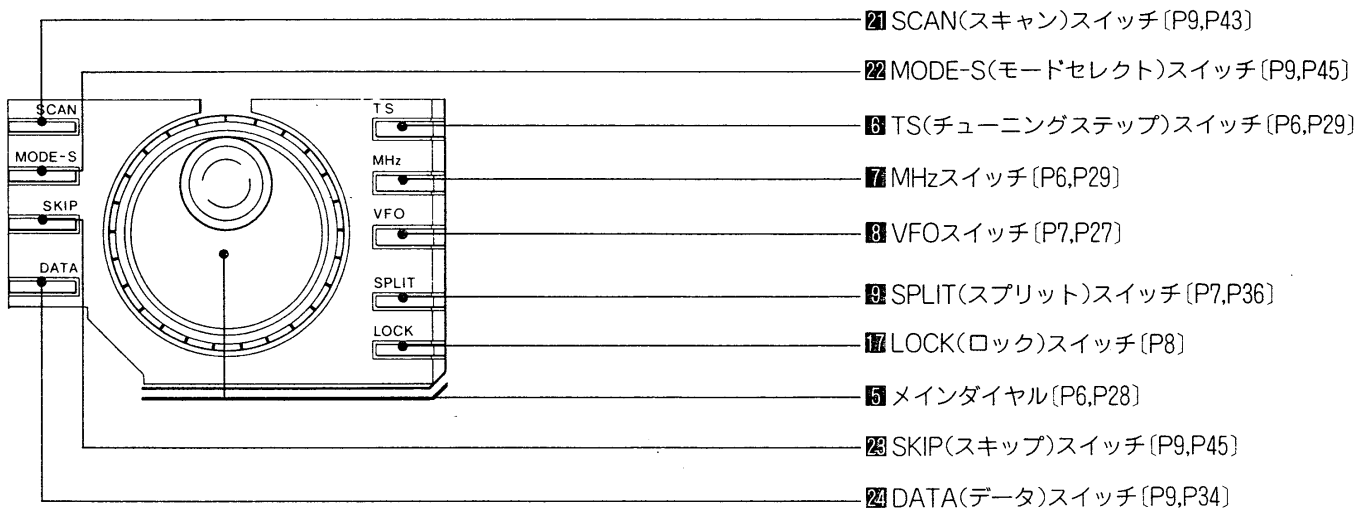 21 SCAN(スキャン)スイッチ〔P9,P43〕
22 MODE-S(モードセレクト)スイッチ〔P9,P45〕
SCAN
TS
6 TS(チューニングステップ)スイッチ〔P6,P29〕
MODE-S
MHz
7 MHzスイッチ〔P6,P29〕
SKIP
VFO
8 VFOスイッチ〔P7,P27〕
DATA
SPLIT
9 SPLIT(スプリット)スイッチ〔P7,P36〕
LOCK
17 LOCK(ロック)スイッチ〔P8〕
5 メインダイヤル〔P6,P28〕
23 SKIP(スキップ)スイッチ〔P9,P45〕
24 DATA(データ)スイッチ〔P9,P34〕